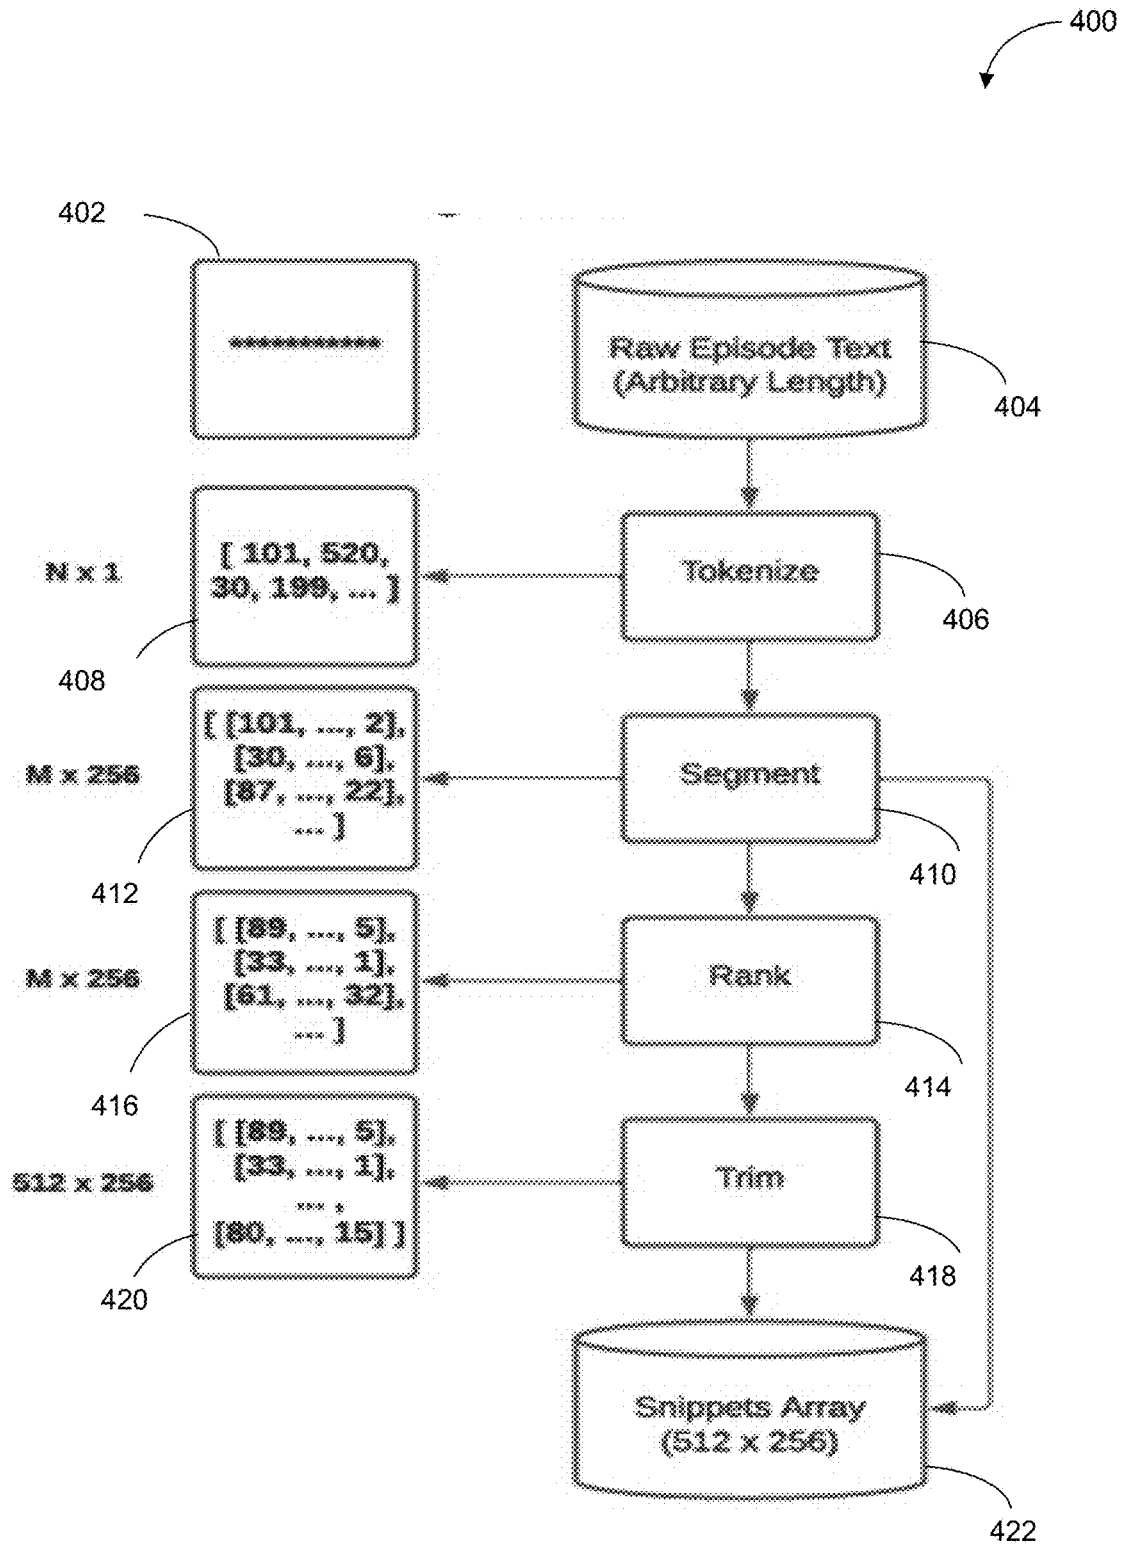 400
402
***********
Raw Episode Text
(Arbitrary Length)
404
N x 1
[ 101, 520,
30, 199, ... ]
408
Tokenize
406
M x 256
[ [101, ..., 2],
[30, ..., 6],
[87, ..., 22],
... ]
412
Segment
410
M x 256
[ [89, ..., 5],
[33, ..., 1],
[61, ..., 32],
... ]
416
Rank
414
512 x 256
[ [89, ..., 5],
[33, ..., 1],
... ,
[80, ..., 15] ]
420
Trim
418
Snippets Array
(512 x 256)
422